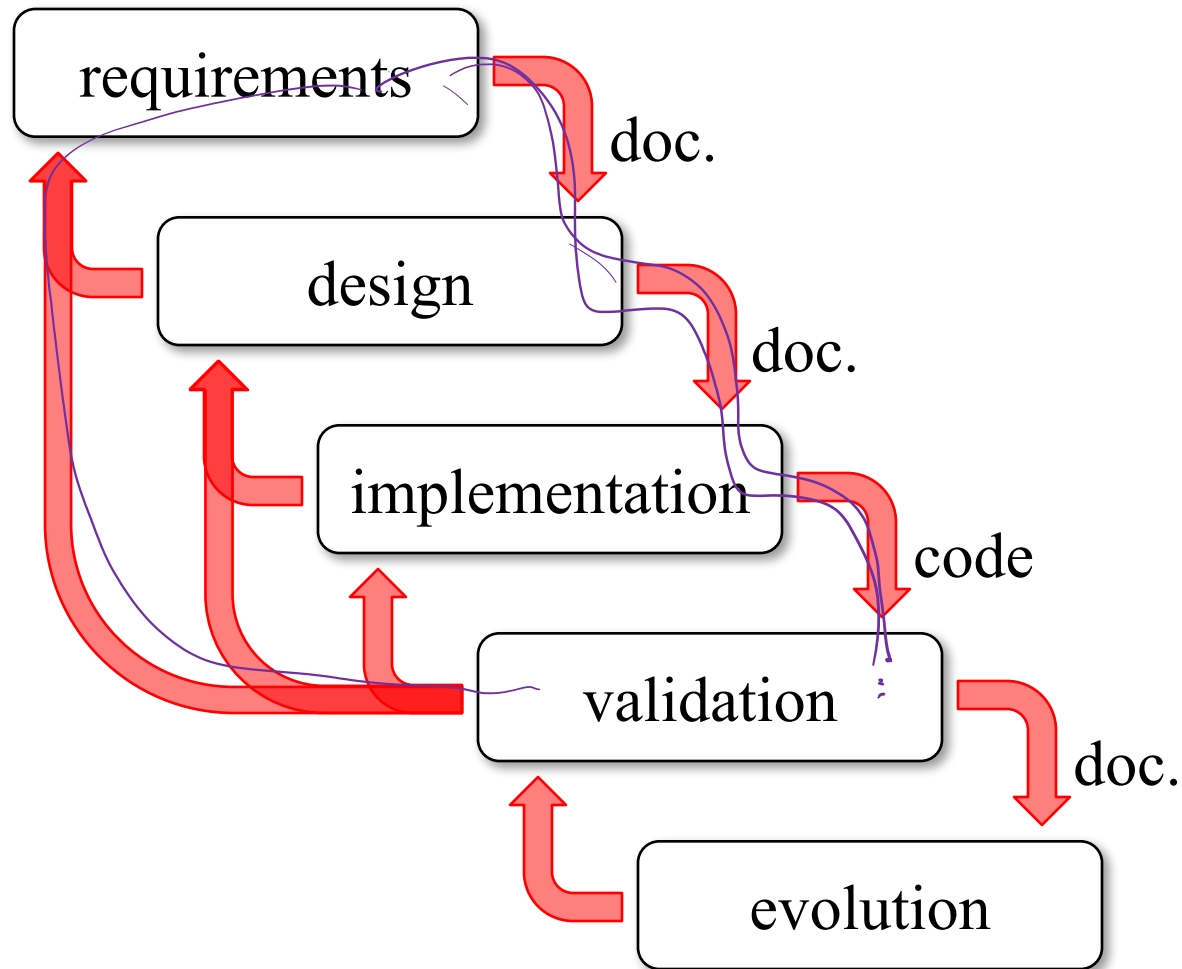 requirements
doc.
design
doc.
implementation
code
validation
doc.
evolution